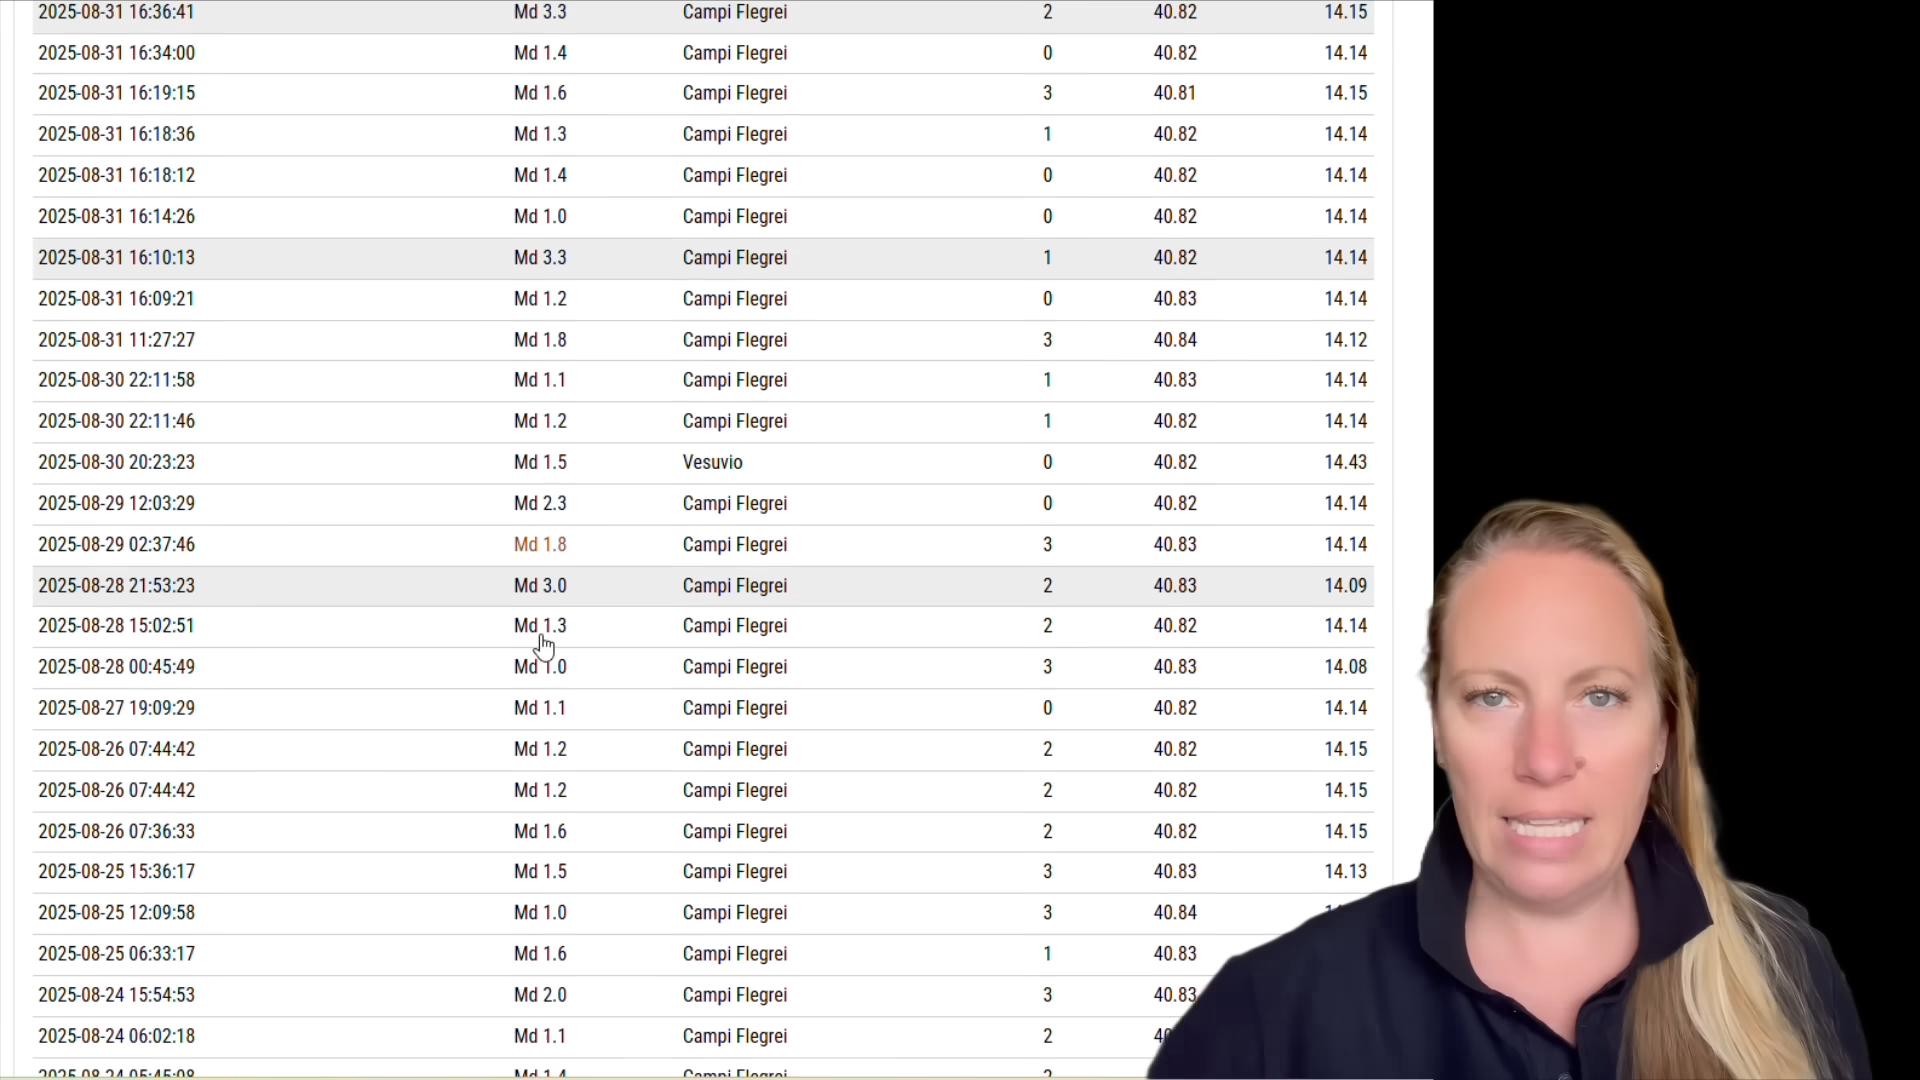 2025-08-31 16:36:41 Md 3.3 Campi Flegrei 2 40.82 14.15
2025-08-31 16:34:00 Md 1.4 Campi Flegrei 0 40.82 14.14
2025-08-31 16:19:15 Md 1.6 Campi Flegrei 3 40.81 14.15
2025-08-31 16:18:36 Md 1.3 Campi Flegrei 1 40.82 14.14
2025-08-31 16:18:12 Md 1.4 Campi Flegrei 0 40.82 14.14
2025-08-31 16:14:26 Md 1.0 Campi Flegrei 0 40.82 14.14
2025-08-31 16:10:13 Md 3.3 Campi Flegrei 1 40.82 14.14
2025-08-31 16:09:21 Md 1.2 Campi Flegrei 0 40.83 14.14
2025-08-31 11:27:27 Md 1.8 Campi Flegrei 3 40.84 14.12
2025-08-30 22:11:58 Md 1.1 Campi Flegrei 1 40.83 14.14
2025-08-30 22:11:46 Md 1.2 Campi Flegrei 1 40.82 14.14
2025-08-30 20:23:23 Md 1.5 Vesuvio 0 40.82 14.43
2025-08-29 12:03:29 Md 2.3 Campi Flegrei 0 40.82 14.14
2025-08-29 02:37:46 Md 1.8 Campi Flegrei 3 40.83 14.14
2025-08-28 21:53:23 Md 3.0 Campi Flegrei 2 40.83 14.09
2025-08-28 15:02:51 Md 1.3 Campi Flegrei 2 40.82 14.14
2025-08-28 00:45:49 Md 1.0 Campi Flegrei 3 40.83 14.08
2025-08-27 19:09:29 Md 1.1 Campi Flegrei 0 40.82 14.14
2025-08-26 07:44:42 Md 1.2 Campi Flegrei 2 40.82 14.15
2025-08-26 07:44:42 Md 1.2 Campi Flegrei 2 40.82 14.15
2025-08-26 07:36:33 Md 1.6 Campi Flegrei 2 40.82 14.15
2025-08-25 15:36:17 Md 1.5 Campi Flegrei 3 40.83 14.13
2025-08-25 12:09:58 Md 1.0 Campi Flegrei 3 40.84
2025-08-25 06:33:17 Md 1.6 Campi Flegrei 1 40.83
2025-08-24 15:54:53 Md 2.0 Campi Flegrei 3 40.83
2025-08-24 06:02:18 Md 1.1 Campi Flegrei 2
2025-08-24 05:45:08 Md 1.4 Campi Flegrei 2